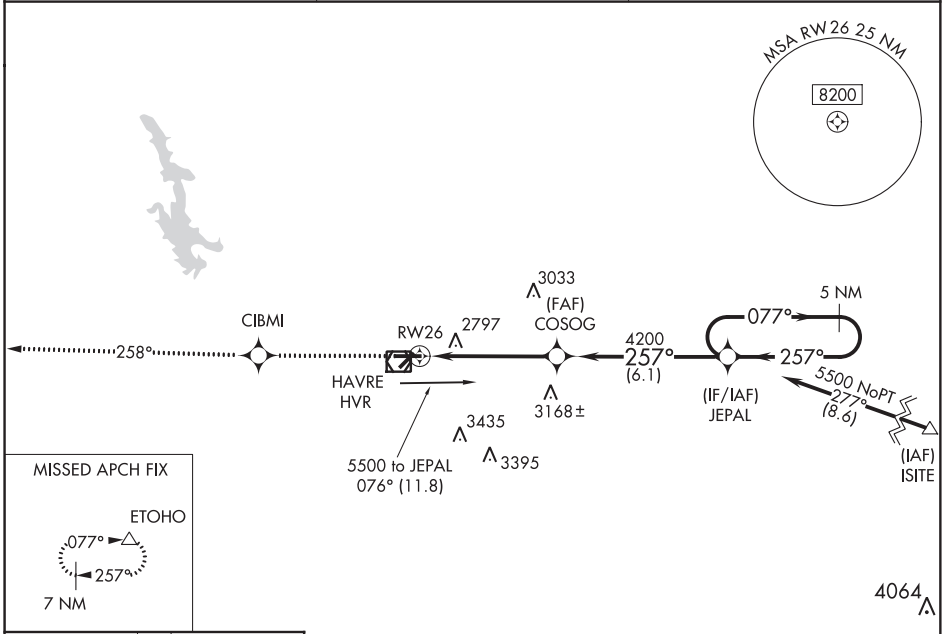 MSA RW26 25 NM
8200
3033
(FAF)
COSOG
5 NM
077°
CIBMI
RW26
2797
4200
257°
(6.1)
257°
258°
HAVRE
HVR
3168±
(IF/IAF)
JEPAL
5500 NoPT
277°
(8.6)
(IAF)
ISITE
3435
3395
5500 to JEPAL
076° (11.8)
MISSED APCH FIX
ETOHO
077°
257°
7 NM
4064